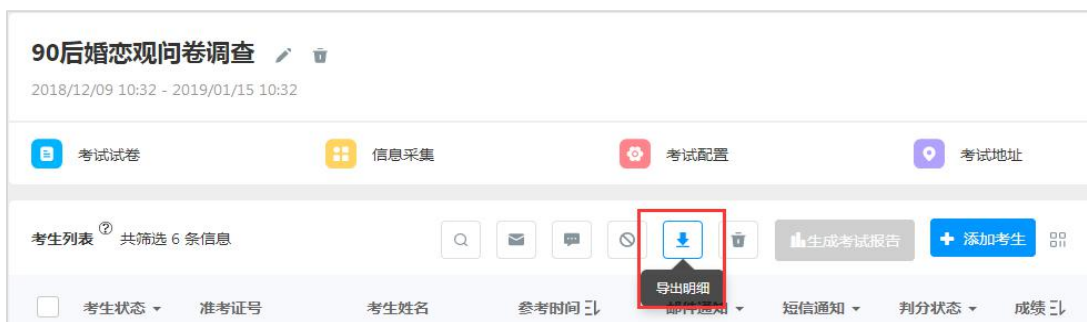 90后婚恋观问卷调查
2018/12/09 10:32 - 2019/01/15 10:32
考试试卷 信息采集 考试配置 考试地址
考生列表 ? 共筛选 6 条信息 生成考试报告 添加考生
导出明细
考生状态 准考证号 考生姓名 参考时间 邮件通知 短信通知 判分状态 成绩